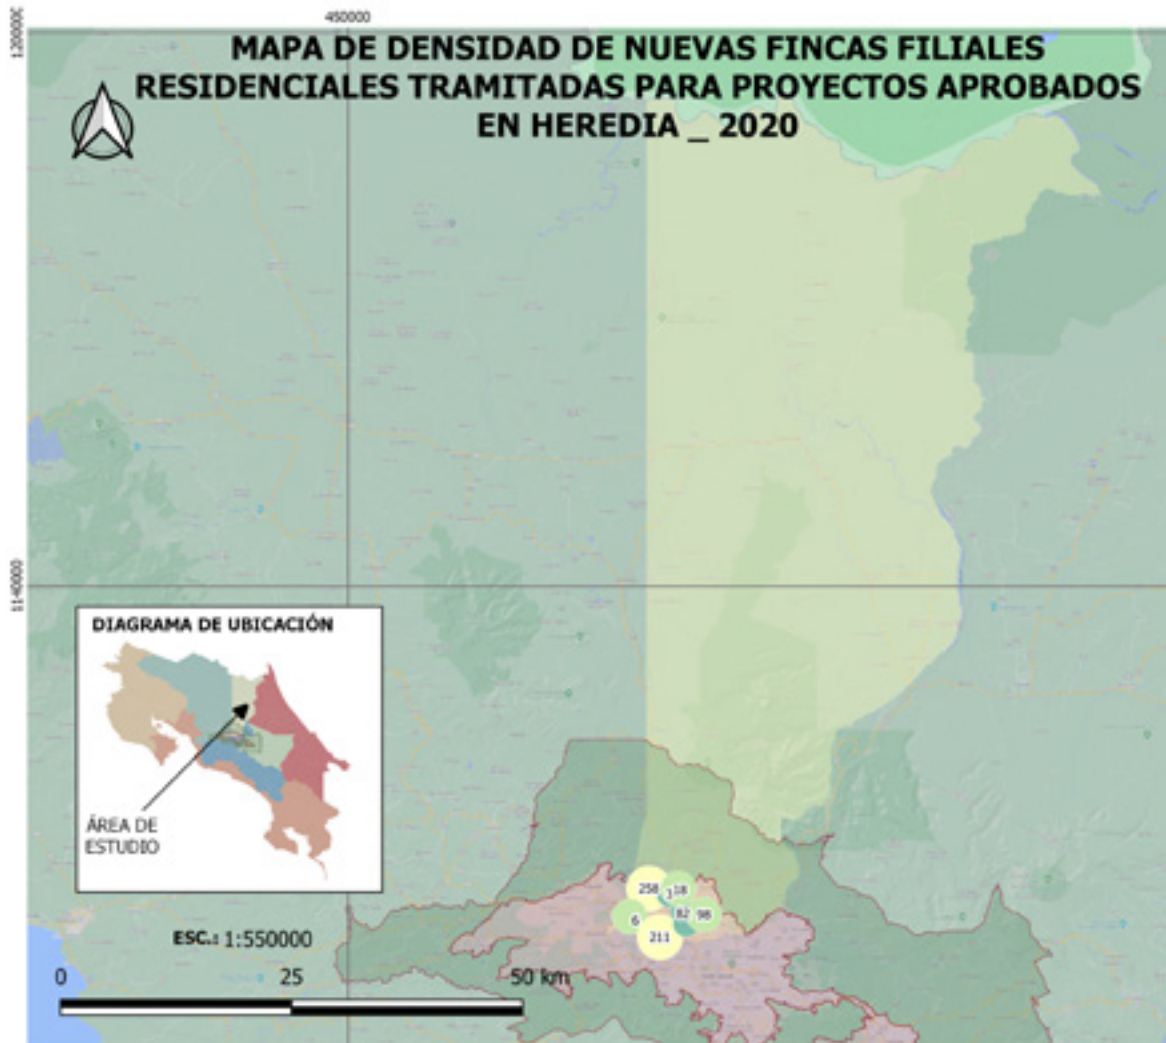 450000
1200000
MAPA DE DENSIDAD DE NUEVAS FINCAS FILIALES
RESIDENCIALES TRAMITADAS PARA PROYECTOS APROBADOS
EN HEREDIA _ 2020
1140000
DIAGRAMA DE UBICACIÓN
ÁREA DE
ESTUDIO
258
18
6
82
98
211
ESC.: 1:550000
0
25
50 km